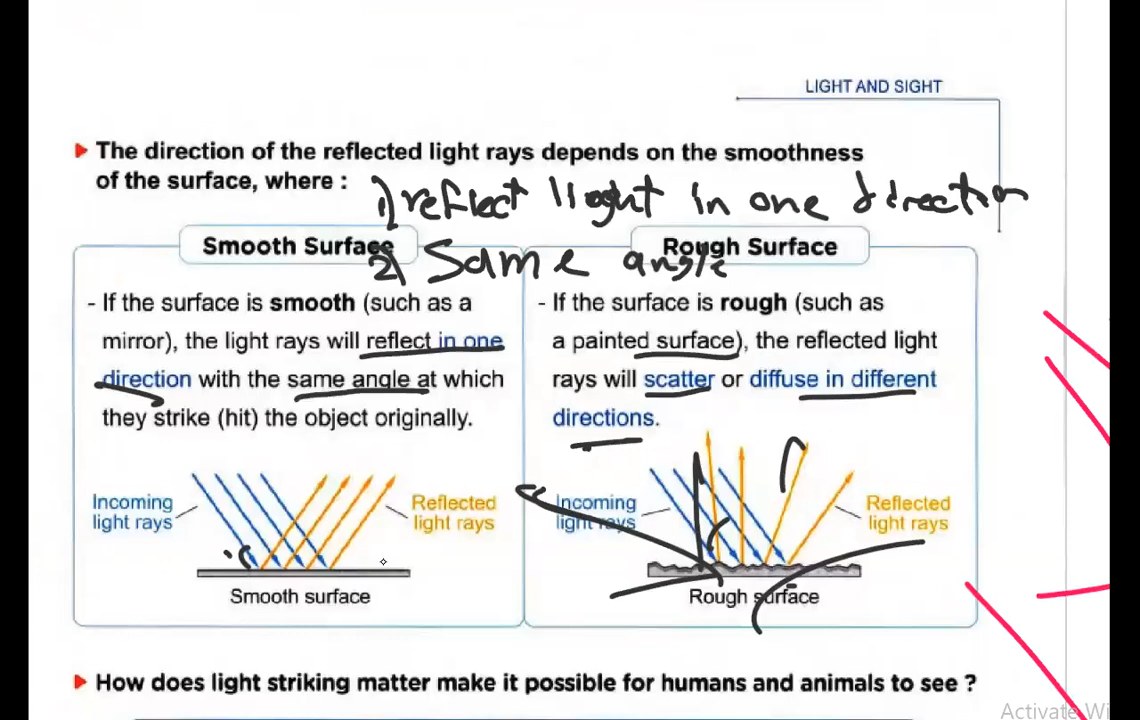 LIGHT AND SIGHT
The direction of the reflected light rays depends on the smoothness
of the surface, where :
1) reflect light in one direction
2) Same angle
Smooth Surface
- If the surface is smooth (such as a
mirror), the light rays will reflect in one
direction with the same angle at which
they strike (hit) the object originally.
Incoming
light rays
Reflected
light rays
Smooth surface
Rough Surface
- If the surface is rough (such as
a painted surface), the reflected light
rays will scatter or diffuse in different
directions.
Incoming
light rays
Reflected
light rays
Rough surface
How does light striking matter make it possible for humans and animals to see ?
Activate Wi